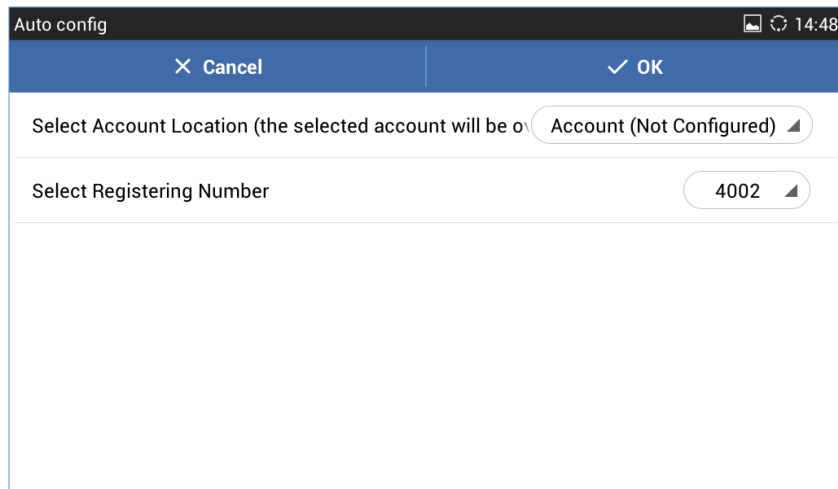 Auto config 14:48
Cancel OK
Select Account Location (the selected account will be Account (Not Configured)
Select Registering Number 4002